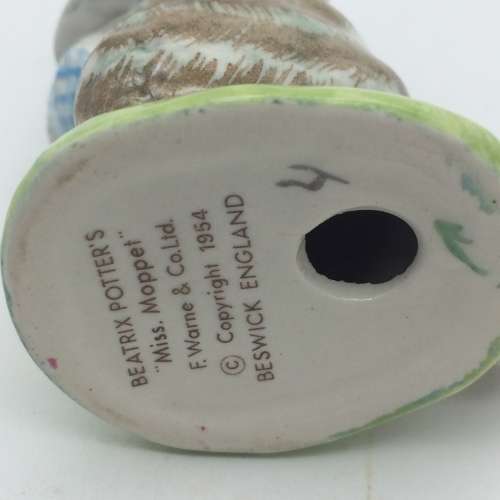 BEATRIX POTTER'S
"Miss. Moppet"
F. Warne & Co. Ltd.
© Copyright 1954
BESWICK ENGLAND